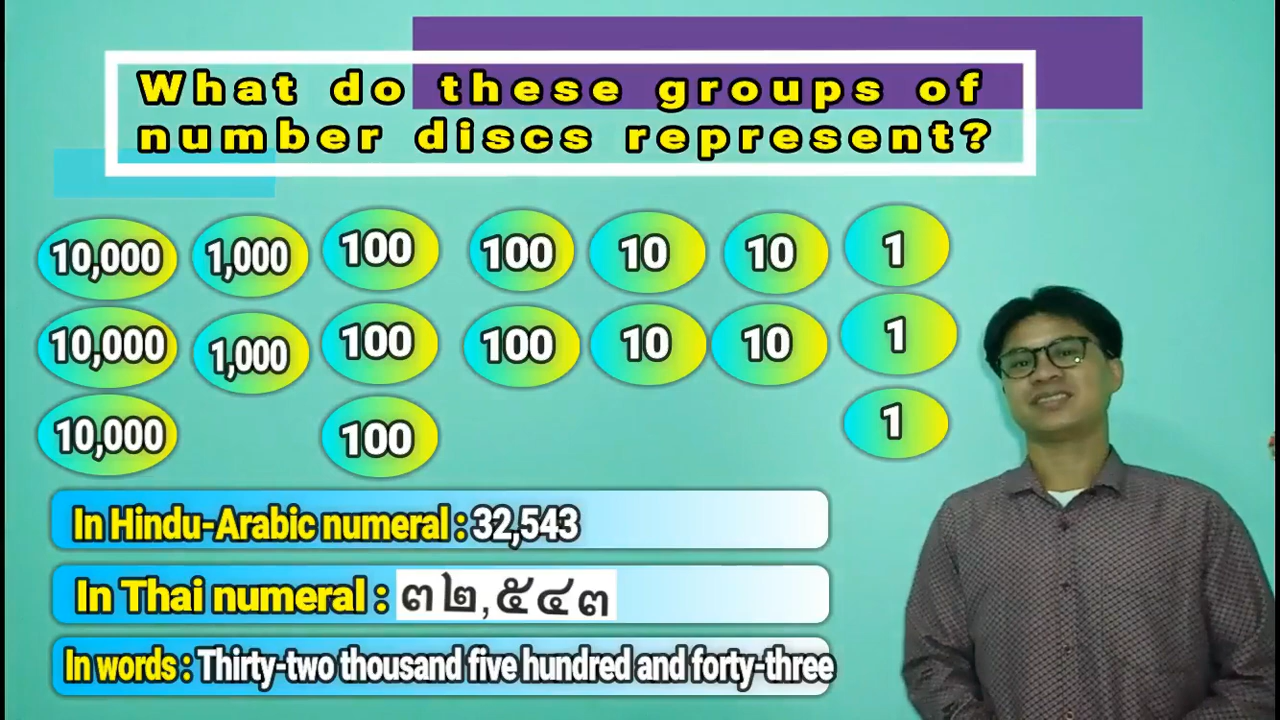 What do these groups of
number discs represent?
10,000 1,000 100 100 10 10 1
10,000 1,000 100 100 10 10 1
10,000 100 1
In Hindu-Arabic numeral : 32,543
In Thai numeral : ๓๒,๕๔๓
In words : Thirty-two thousand five hundred and forty-three